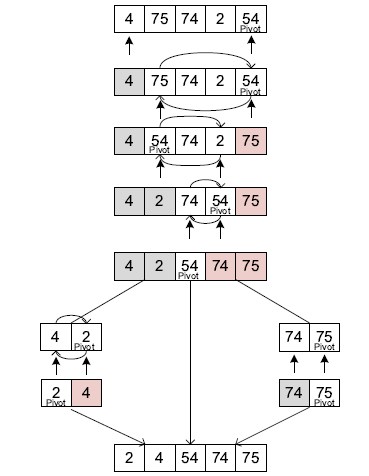 4 75 74 2 54
Pivot
4 75 74 2 54
Pivot
4 54 74 2 75
Pivot
4 2 74 54 75
Pivot
4 2 54 74 75
Pivot
4 2
Pivot
74 75
Pivot
2 4
Pivot
74 75
Pivot
2 4 54 74 75